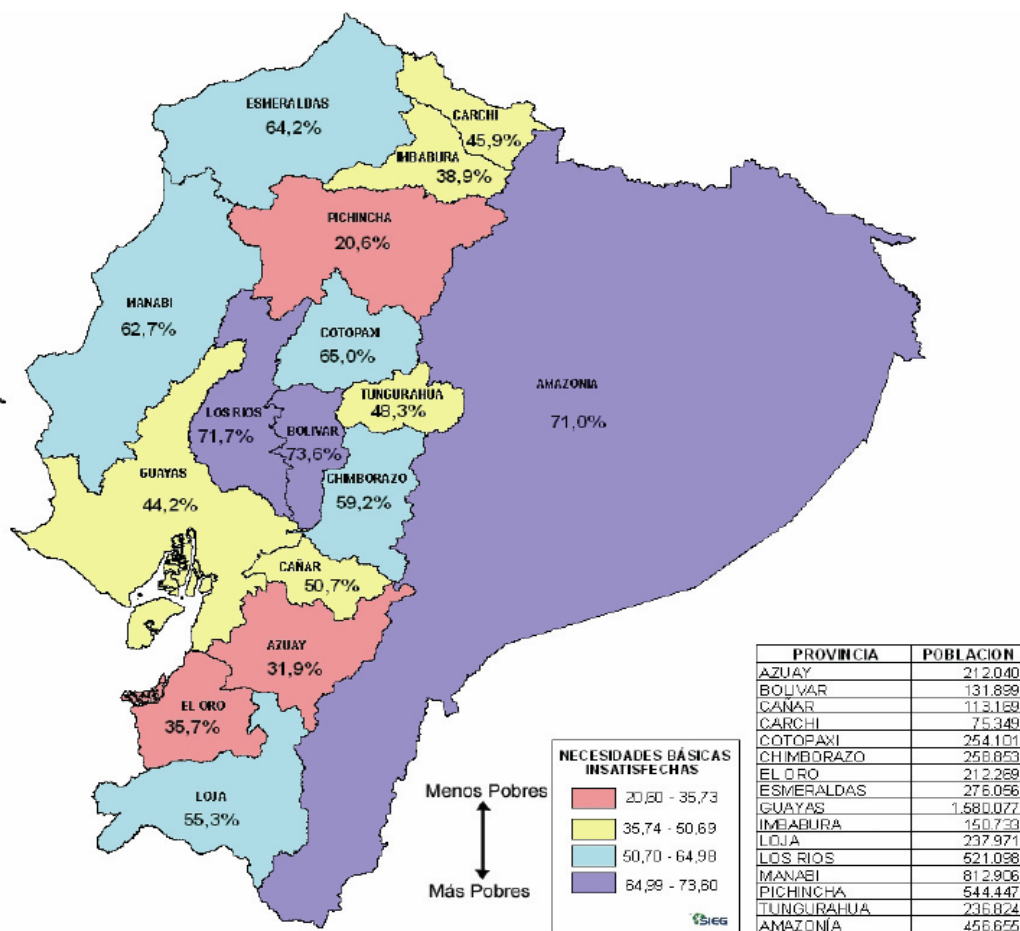 ESMERALDAS
64,2%
CARCHI
45,9%
IMBABURA
38,9%
PICHINCHA
20,6%
MANABI
62,7%
COTOPAXI
65,0%
TUNGURAHUA
48,3%
AMAZONIA
71,0%
LOS RIOS
71,7%
BOLIVAR
73,6%
GUAYAS
44,2%
CHIMBORAZO
59,2%
CAÑAR
50,7%
AZUAY
31,9%
EL ORO
35,7%
LOJA
55,3%
Menos Pobres
Más Pobres
NECESIDADES BÁSICAS
INSATISFECHAS
20,60 - 35,73
35,74 - 50,69
50,70 - 64,98
64,99 - 73,60
SIEG
PROVINCIA POBLACION
AZUAY 212.040
BOLIVAR 131.899
CAÑAR 113.169
CARCHI 75.349
COTOPAXI 254.101
CHIMBORAZO 258.853
EL ORO 212.269
ESMERALDAS 276.056
GUAYAS 1.580.077
IMBABURA 150.733
LOJA 237.971
LOS RIOS 521.098
MANABI 812.906
PICHINCHA 544.447
TUNGURAHUA 236.824
AMAZONÍA 456.655